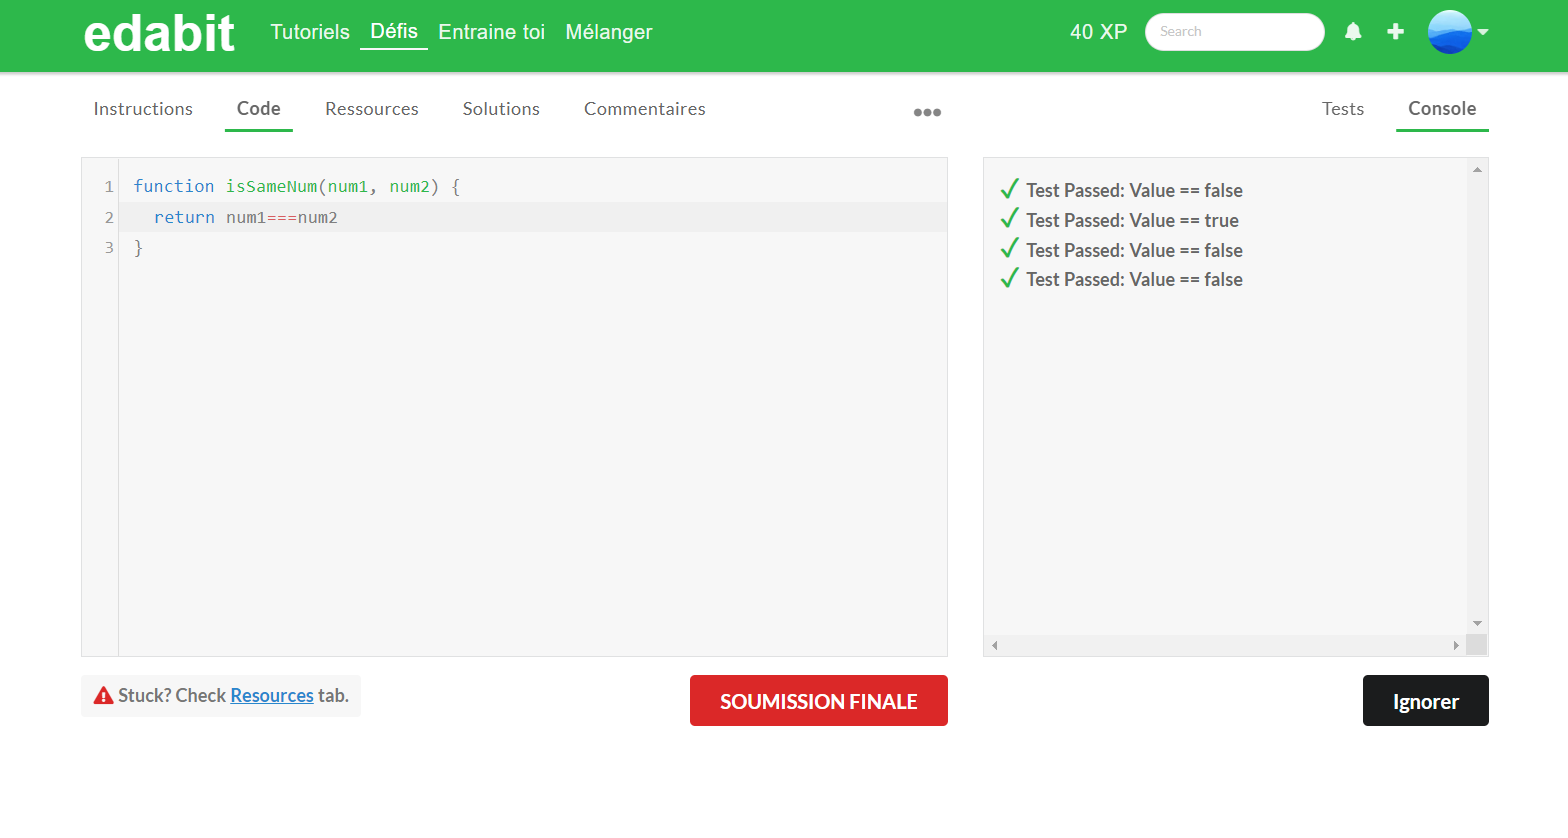 edabit Tutoriels Défis Entraine toi Mélanger 40 XP Search
Instructions Code Ressources Solutions Commentaires ••• Tests Console
1 function isSameNum(num1, num2) {
2 return num1===num2
3 }
Test Passed: Value == false
Test Passed: Value == true
Test Passed: Value == false
Test Passed: Value == false
Stuck? Check Resources tab.
SOUMISSION FINALE
Ignorer